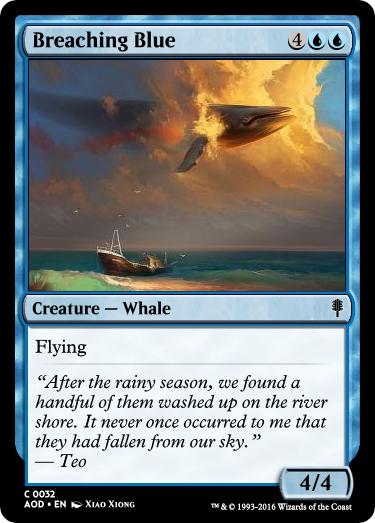 Breaching Blue 4
Creature — Whale
Flying
“After the rainy season, we found a
handful of them washed up on the river
shore. It never once occurred to me that
they had fallen from our sky.”
— Teo
4/4
C 0032
AOD • EN Xiao Xiong
™ & © 1993-2016 Wizards of the Coast